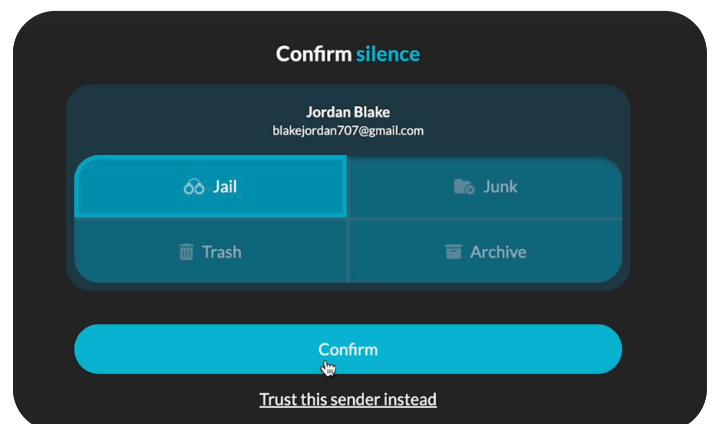 Confirm silence
Jordan Blake
blakejordan707@gmail.com
Jail
Junk
Trash
Archive
Confirm
Trust this sender instead